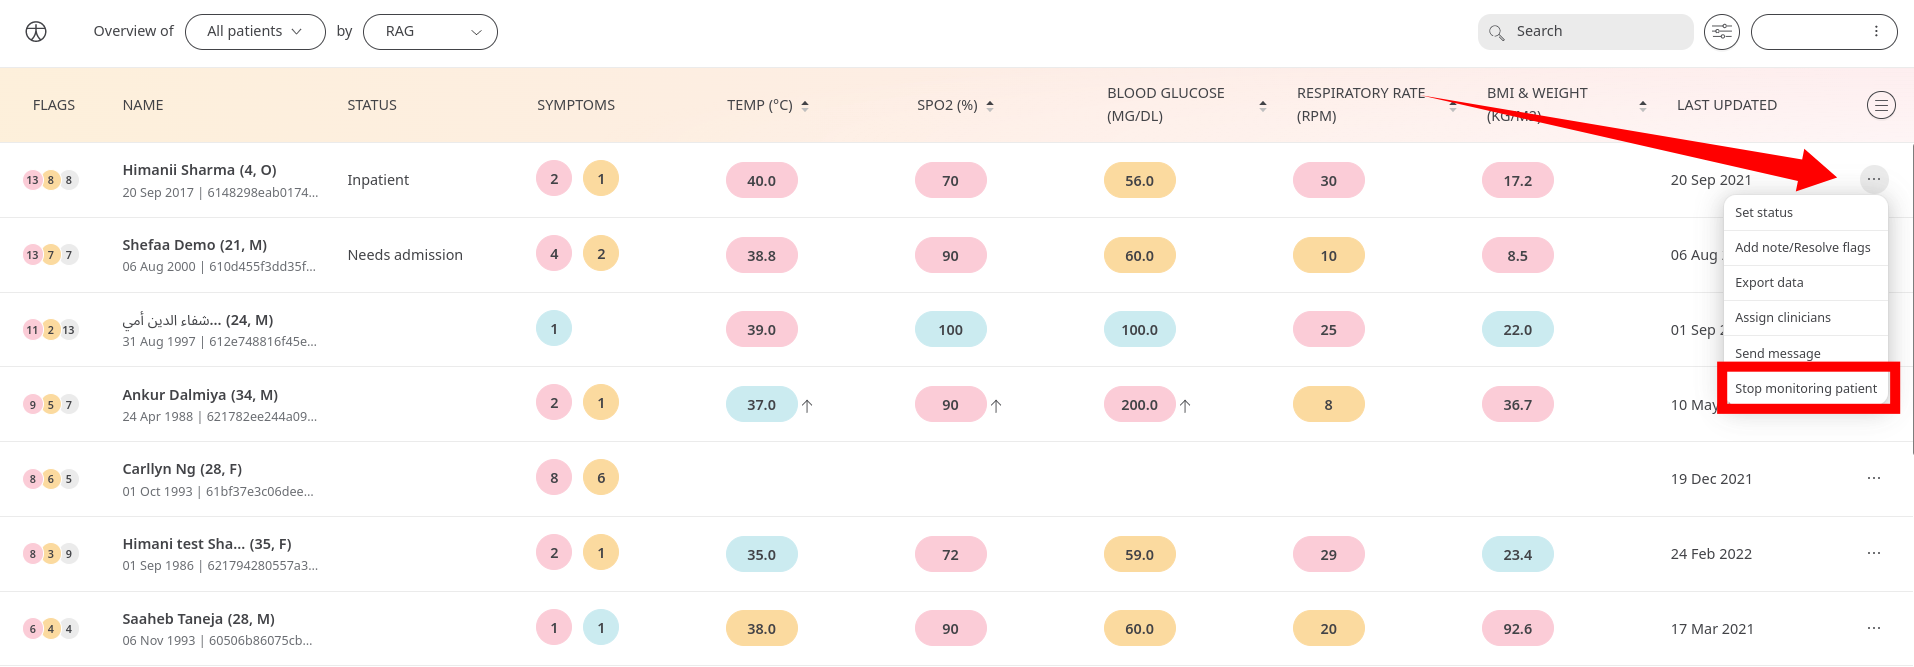 Overview of All patients by RAG Search
FLAGS NAME STATUS SYMPTOMS TEMP (°C) SPO2 (%) BLOOD GLUCOSE (MG/DL) RESPIRATORY RATE (RPM) BMI & WEIGHT (KG/M2) LAST UPDATED
13 8 8 Himanii Sharma (4, O) Inpatient 2 1 40.0 70 56.0 30 17.2 20 Sep 2021 ...
20 Sep 2017 | 6148298eab0174...
Set status
13 7 7 Shefaa Demo (21, M) Needs admission 4 2 38.8 90 60.0 10 8.5 06 Aug
06 Aug 2000 | 610d455f3dd35f...
Add note/Resolve flags
Export data
11 2 13 شفاء الدين أمي... (24, M) 1 39.0 100 100.0 25 22.0 01 Sep
31 Aug 1997 | 612e748816f45e...
Assign clinicians
Send message
9 5 7 Ankur Dalmiya (34, M) 2 1 37.0 90 200.0 8 36.7 10 May
24 Apr 1988 | 621782ee244a09...
Stop monitoring patient
8 6 5 Carllyn Ng (28, F) 8 6 19 Dec 2021 ...
01 Oct 1993 | 61bf37e3c06dee...
8 3 9 Himani test Sha... (35, F) 2 1 35.0 72 59.0 29 23.4 24 Feb 2022 ...
01 Sep 1986 | 621794280557a3...
6 4 4 Saaheb Taneja (28, M) 1 1 38.0 90 60.0 20 92.6 17 Mar 2021 ...
06 Nov 1993 | 60506b86075cb...